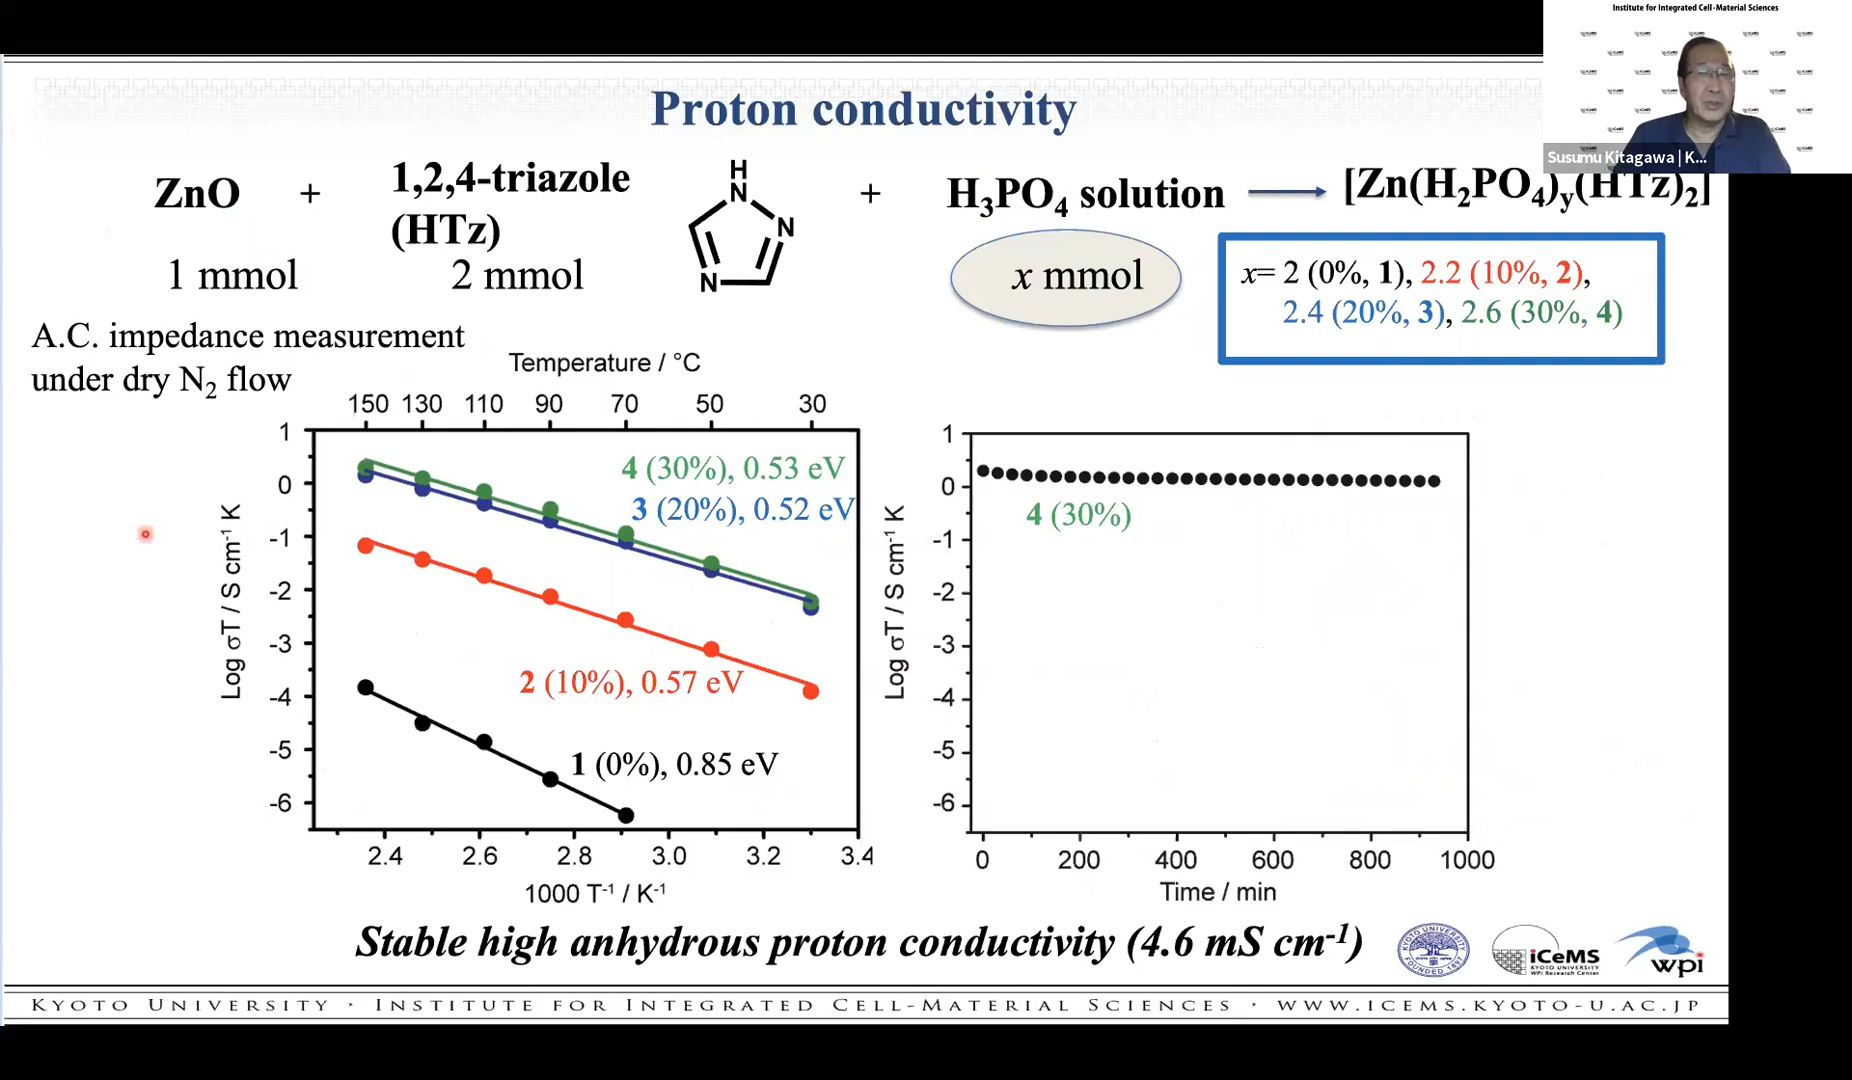 Institute for Integrated Cell-Material Sciences
Susumu Kitagawa | K...
Proton conductivity
ZnO + 1,2,4-triazole (HTz) + H₃PO₄ solution → [Zn(H₂PO₄)y(HTz)₂]
H
N
N
N
1 mmol
2 mmol
x mmol
x= 2 (0%, 1), 2.2 (10%, 2),
2.4 (20%, 3), 2.6 (30%, 4)
A.C. impedance measurement
under dry N₂ flow
Temperature / °C
150 130 110 90 70 50 30
1
0
-1
-2
-3
-4
-5
-6
Log σT / S cm⁻¹ K
4 (30%), 0.53 eV
3 (20%), 0.52 eV
2 (10%), 0.57 eV
1 (0%), 0.85 eV
2.4 2.6 2.8 3.0 3.2 3.4
1000 T⁻¹ / K⁻¹
1
0
-1
-2
-3
-4
-5
-6
Log σT / S cm⁻¹ K
4 (30%)
0 200 400 600 800 1000
Time / min
Stable high anhydrous proton conductivity (4.6 mS cm⁻¹)
KYOTO UNIVERSITY
FOUNDED 1897
iCeMS
KYOTO UNIVERSITY
WPI Research Center
wpi
KYOTO UNIVERSITY · INSTITUTE FOR INTEGRATED CELL-MATERIAL SCIENCES · WWW.ICEMS.KYOTO-U.AC.JP